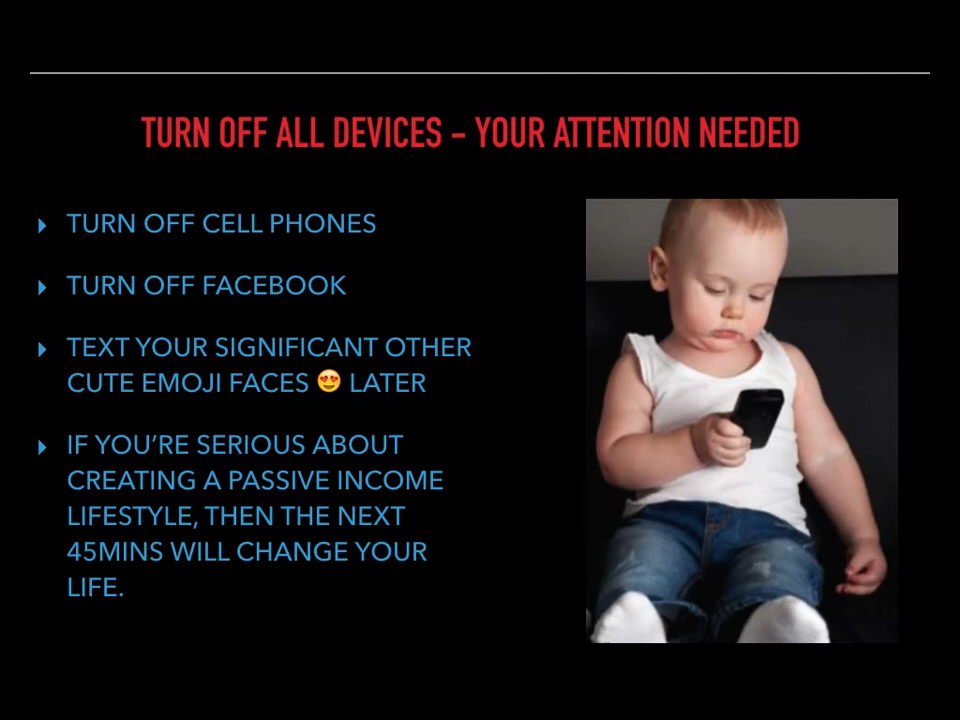 TURN OFF ALL DEVICES - YOUR ATTENTION NEEDED
▸ TURN OFF CELL PHONES
▸ TURN OFF FACEBOOK
▸ TEXT YOUR SIGNIFICANT OTHER
CUTE EMOJI FACES 😍 LATER
▸ IF YOU’RE SERIOUS ABOUT
CREATING A PASSIVE INCOME
LIFESTYLE, THEN THE NEXT
45MINS WILL CHANGE YOUR
LIFE.